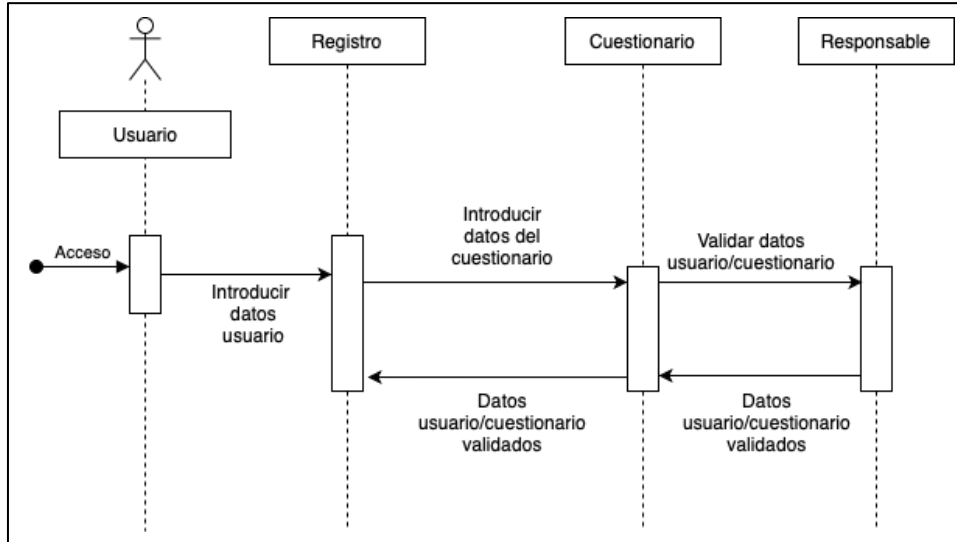 Registro
Cuestionario
Responsable
Usuario
Acceso
Introducir
datos
usuario
Introducir
datos del
cuestionario
Validar datos
usuario/cuestionario
Datos
usuario/cuestionario
validados
Datos
usuario/cuestionario
validados